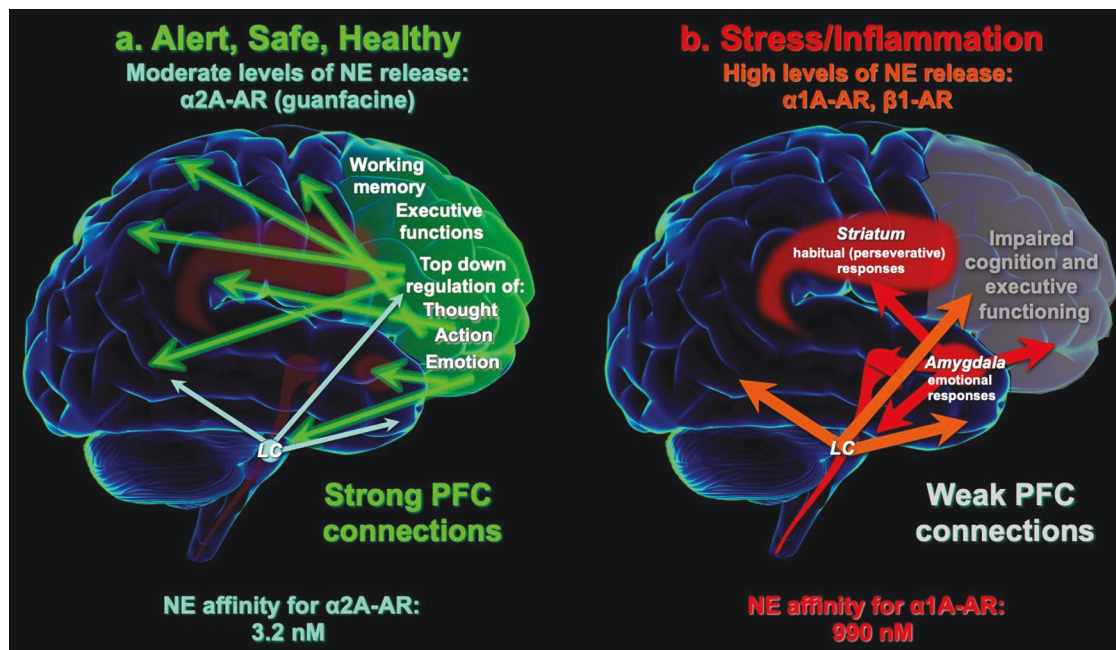 a. Alert, Safe, Healthy
Moderate levels of NE release:
α2A-AR (guanfacine)
Working
memory
Executive
functions
Top down
regulation of:
Thought
Action
Emotion
LC
Strong PFC
connections
NE affinity for α2A-AR:
3.2 nM
b. Stress/Inflammation
High levels of NE release:
α1A-AR, β1-AR
Striatum
habitual (perseverative)
responses
Impaired
cognition and
executive
functioning
Amygdala
emotional
responses
LC
Weak PFC
connections
NE affinity for α1A-AR:
990 nM